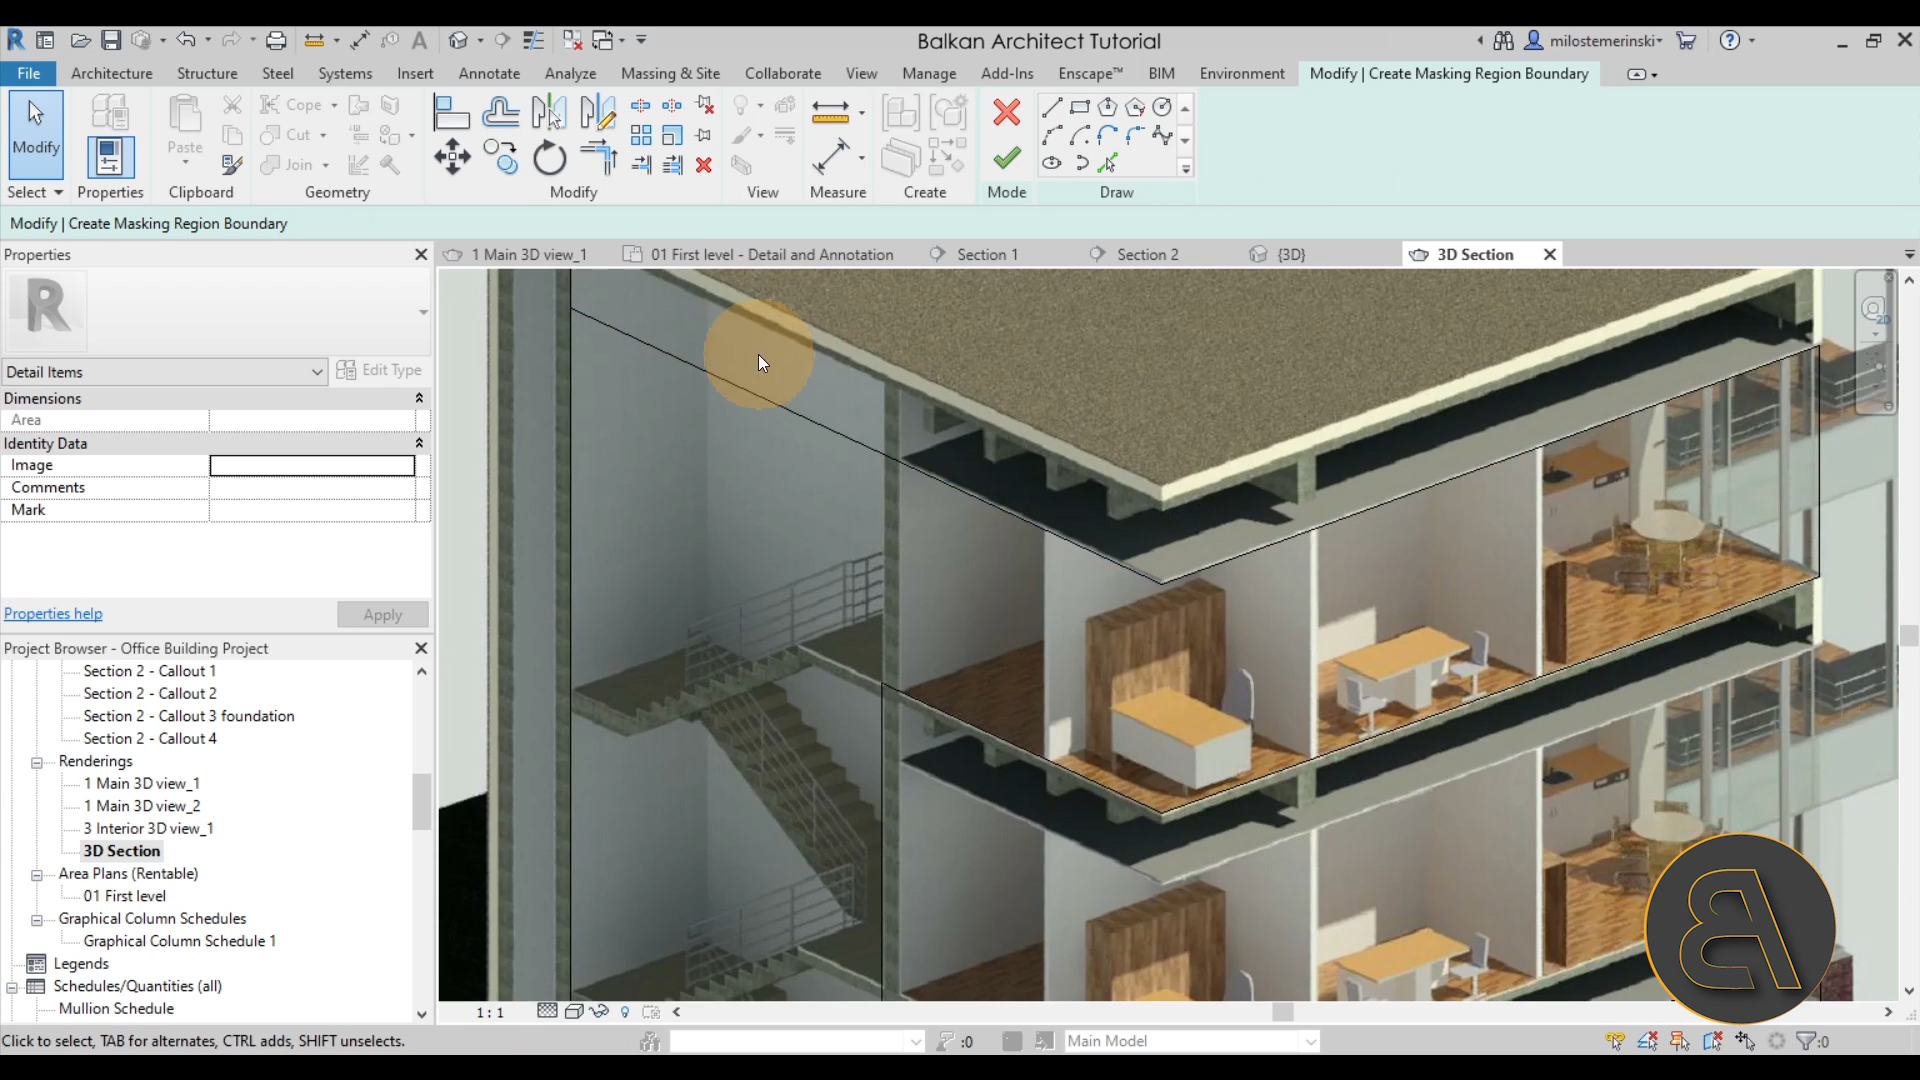 Balkan Architect Tutorial
milostemerinski
File Architecture Structure Steel Systems Insert Annotate Analyze Massing & Site Collaborate View Manage Add-Ins Enscape™ BIM Environment Modify | Create Masking Region Boundary
Modify
Paste
Cope
Cut
Join
Select Properties Clipboard Geometry Modify View Measure Create Mode Draw
Modify | Create Masking Region Boundary
Properties
1 Main 3D view_1
01 First level - Detail and Annotation
Section 1
Section 2
{3D}
3D Section
R
Detail Items
Edit Type
Dimensions
Area
Identity Data
Image
Comments
Mark
Properties help
Apply
Project Browser - Office Building Project
Section 2 - Callout 1
Section 2 - Callout 2
Section 2 - Callout 3 foundation
Section 2 - Callout 4
Renderings
1 Main 3D view_1
1 Main 3D view_2
3 Interior 3D view_1
3D Section
Area Plans (Rentable)
01 First level
Graphical Column Schedules
Graphical Column Schedule 1
Legends
Schedules/Quantities (all)
Mullion Schedule
2D
1 : 1
Click to select, TAB for alternates, CTRL adds, SHIFT unselects.
:0
Main Model
:0